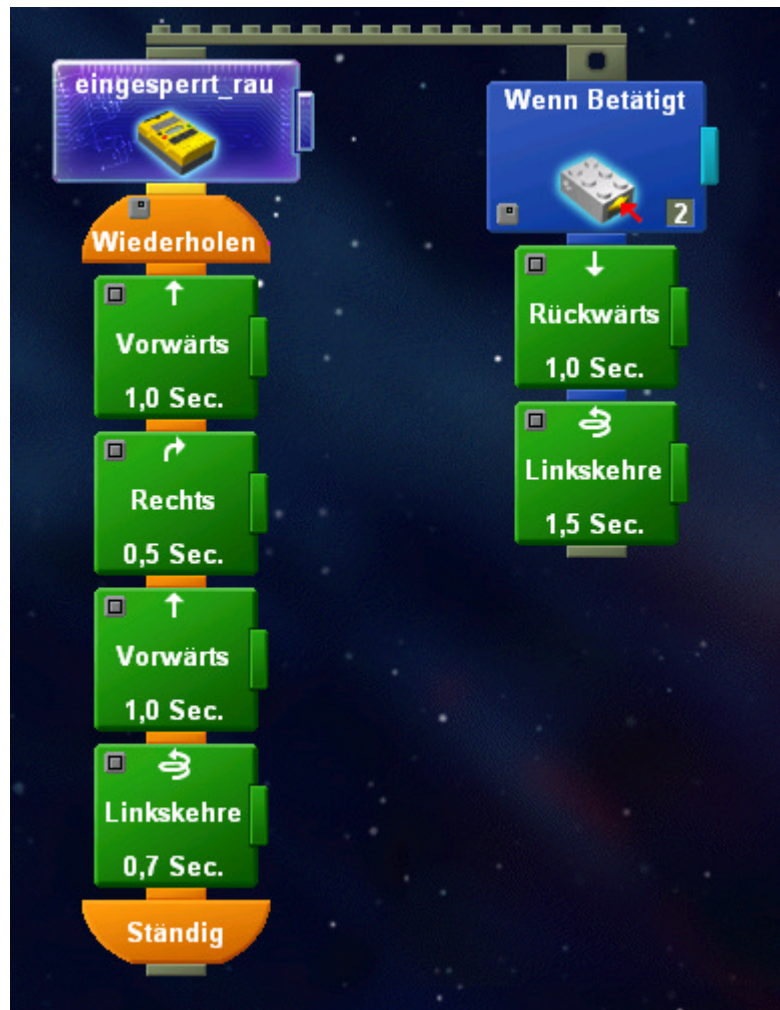 eingesperrt_rau
Wiederholen
Vorwärts
1,0 Sec.
Rechts
0,5 Sec.
Vorwärts
1,0 Sec.
Linkskehre
0,7 Sec.
Ständig
Wenn Betätigt
2
Rückwärts
1,0 Sec.
Linkskehre
1,5 Sec.